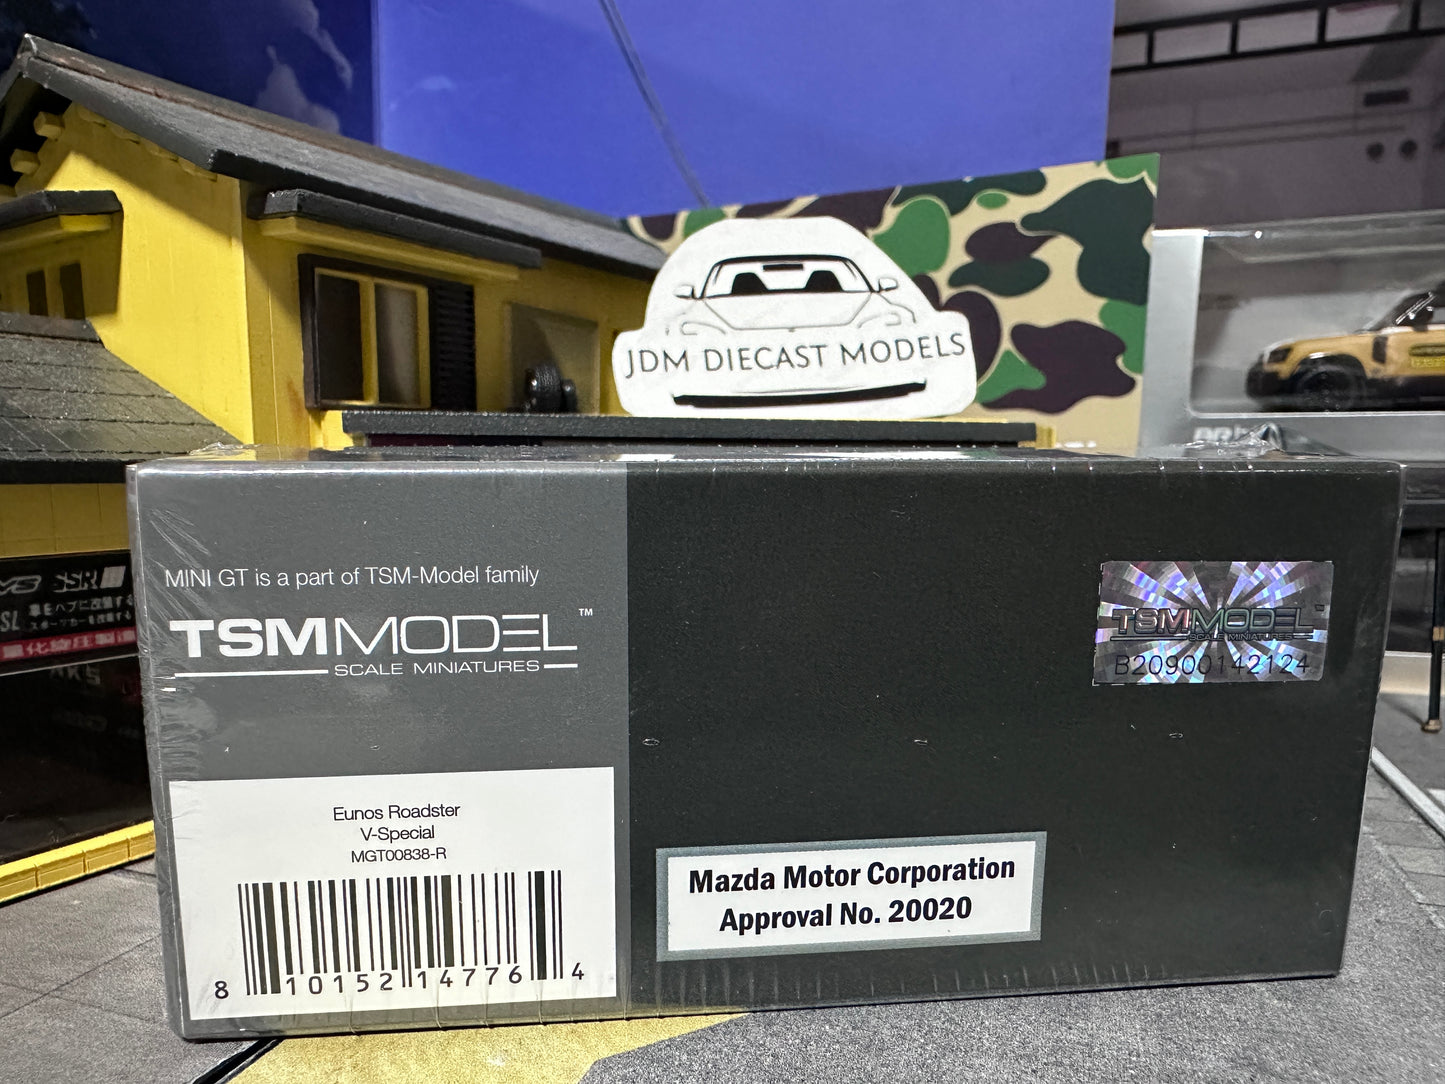 JDM DIECAST MODELS
SSR
MINI GT is a part of TSM-Model family
TSMMODEL™
SCALE MINIATURES
TSMMODEL
SCALE MINIATURES
B20900142124
Eunos Roadster
V-Special
MGT00838-R
8 10152 14776 4
Mazda Motor Corporation
Approval No. 20020